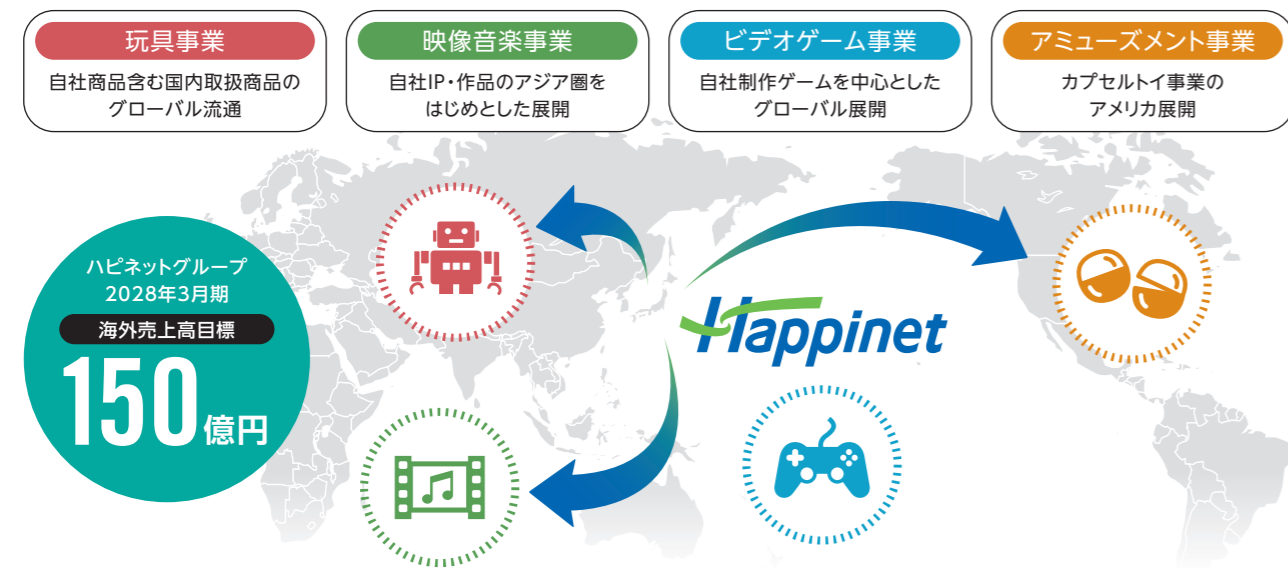 玩具事業
自社商品含む国内取扱商品の
グローバル流通
映像音楽事業
自社IP・作品のアジア圏を
はじめとした展開
ビデオゲーム事業
自社制作ゲームを中心とした
グローバル展開
アミューズメント事業
カプセルトイ事業の
アメリカ展開
ハピネットグループ
2028年3月期
海外売上高目標
150億円
Happinet